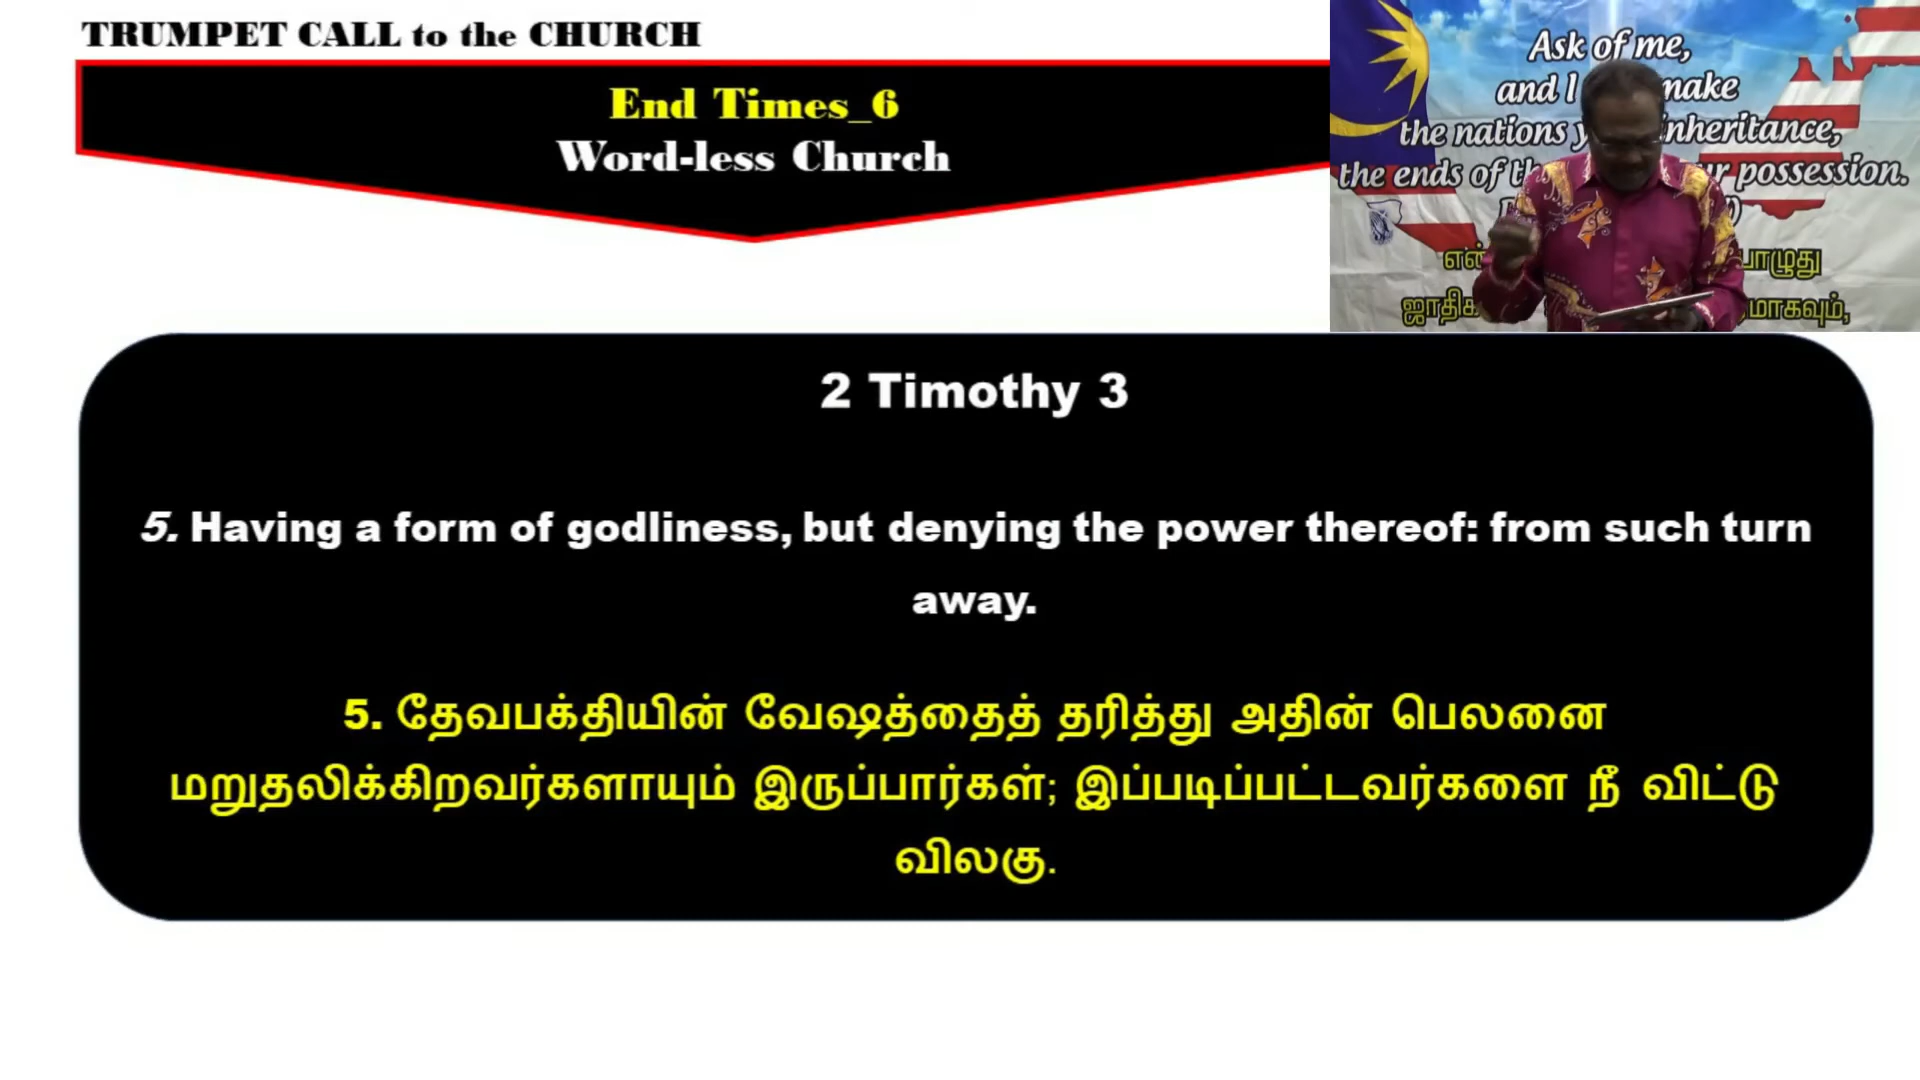 TRUMPET CALL to the CHURCH
End Times_6
Word-less Church
Ask of me,
and I make
the nations inheritance,
the ends of possession.
2 Timothy 3
5. Having a form of godliness, but denying the power thereof: from such turn
away.
5. தேவபக்தியின் வேஷத்தைத் தரித்து அதின் பெலனை
மறுதலிக்கிறவர்களாயும் இருப்பார்கள்; இப்படிப்பட்டவர்களை நீ விட்டு
விலகு.